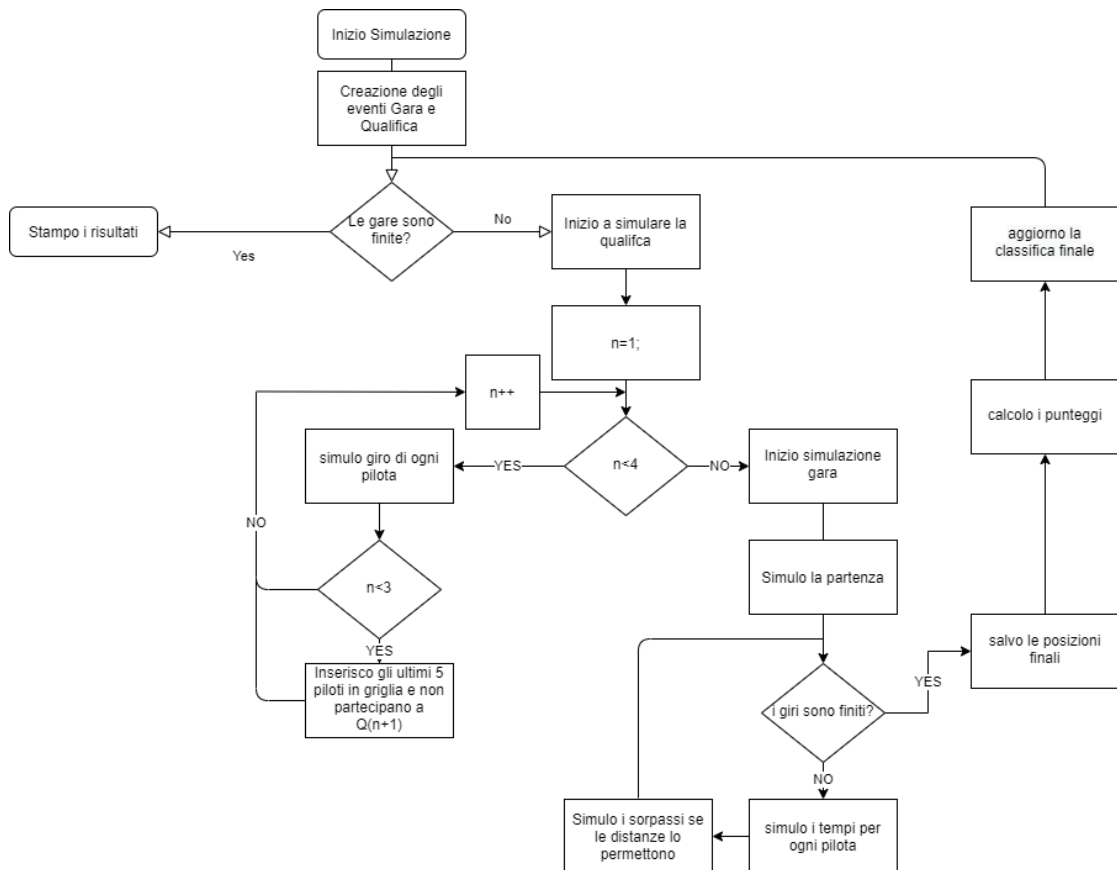 Inizio Simulazione
Creazione degli
eventi Gara e
Qualifica
Le gare sono
finite?
Yes
Stampo i risultati
No
Inizio a simulare la
qualifca
n=1;
n++
n<4
YES
simulo giro di ogni
pilota
n<3
NO
YES
Inserisco gli ultimi 5
piloti in griglia e non
partecipano a
Q(n+1)
NO
Inizio simulazione
gara
Simulo la partenza
i giri sono finiti?
NO
simulo i tempi per
ogni pilota
Simulo i sorpassi se
le distanze lo
permettono
YES
salvo le posizioni
finali
calcolo i punteggi
aggiorno la
classifica finale